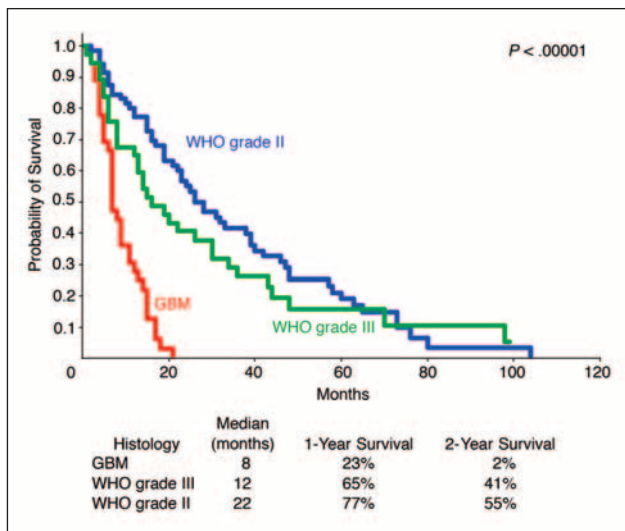 P < .00001
Probability of Survival
1.0
0.9
0.8
0.7
0.6
0.5
0.4
0.3
0.2
0.1
WHO grade II
GBM
WHO grade III
0 20 40 60 80 100 120
Months
Median
Histology (months) 1-Year Survival 2-Year Survival
GBM 8 23% 2%
WHO grade III 12 65% 41%
WHO grade II 22 77% 55%